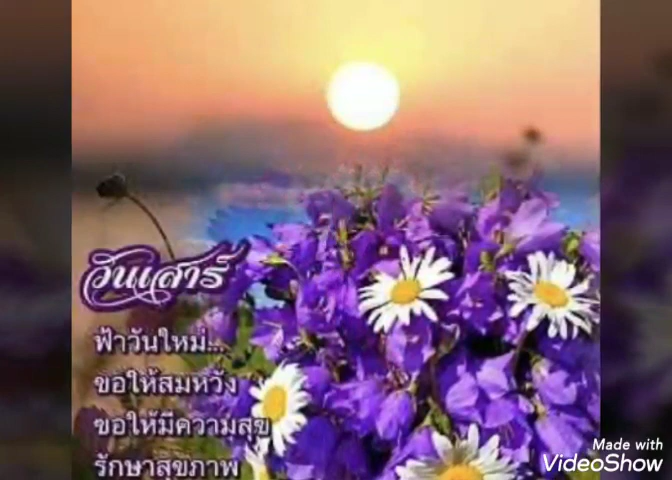 วันเสาร์
ฟ้าวันใหม่...
ขอให้สมหวัง
ขอให้มีความสุข
รักษาสุขภาพ
Made with
VideoShow